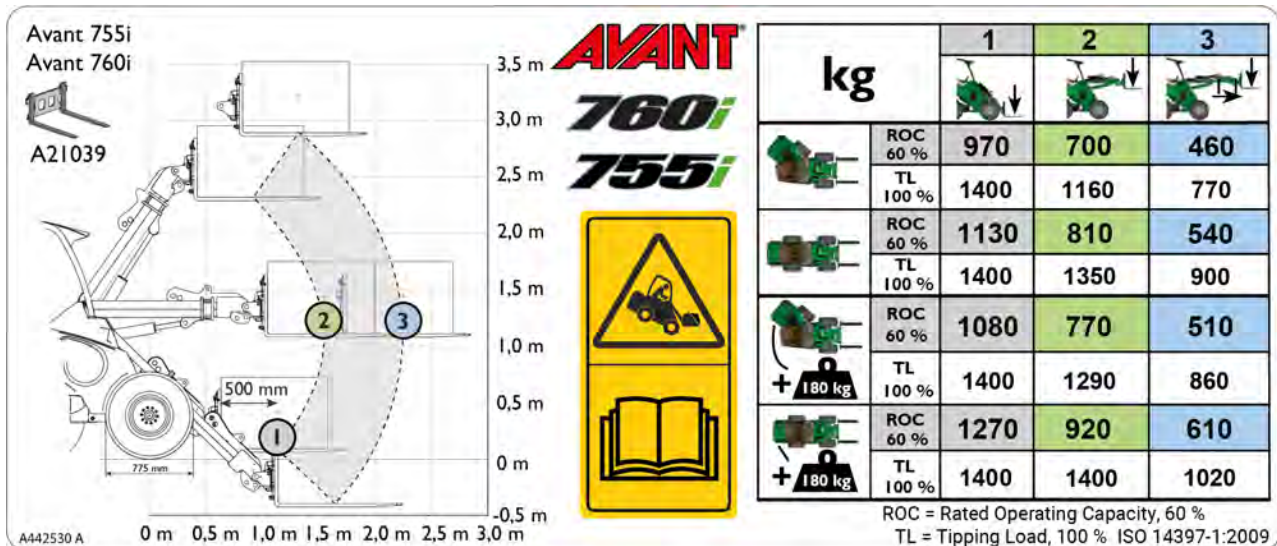 Avant 755i
Avant 760i
A21039
3,5 m
3,0 m
2,5 m
2,0 m
1,5 m
1,0 m
0,5 m
0 m
-0,5 m
2
3
500 mm
1
775 mm
0 m 0,5 m 1,0 m 1,5 m 2,0 m 2,5 m 3,0 m
A442530 A
AVANT®
760i
755i
kg
1 2 3
ROC 60 % 970 700 460
TL 100 % 1400 1160 770
ROC 60 % 1130 810 540
TL 100 % 1400 1350 900
ROC 60 % 1080 770 510
+ 180 kg
TL 100 % 1400 1290 860
ROC 60 % 1270 920 610
+ 180 kg
TL 100 % 1400 1400 1020
ROC = Rated Operating Capacity, 60 %
TL = Tipping Load, 100 % ISO 14397-1:2009